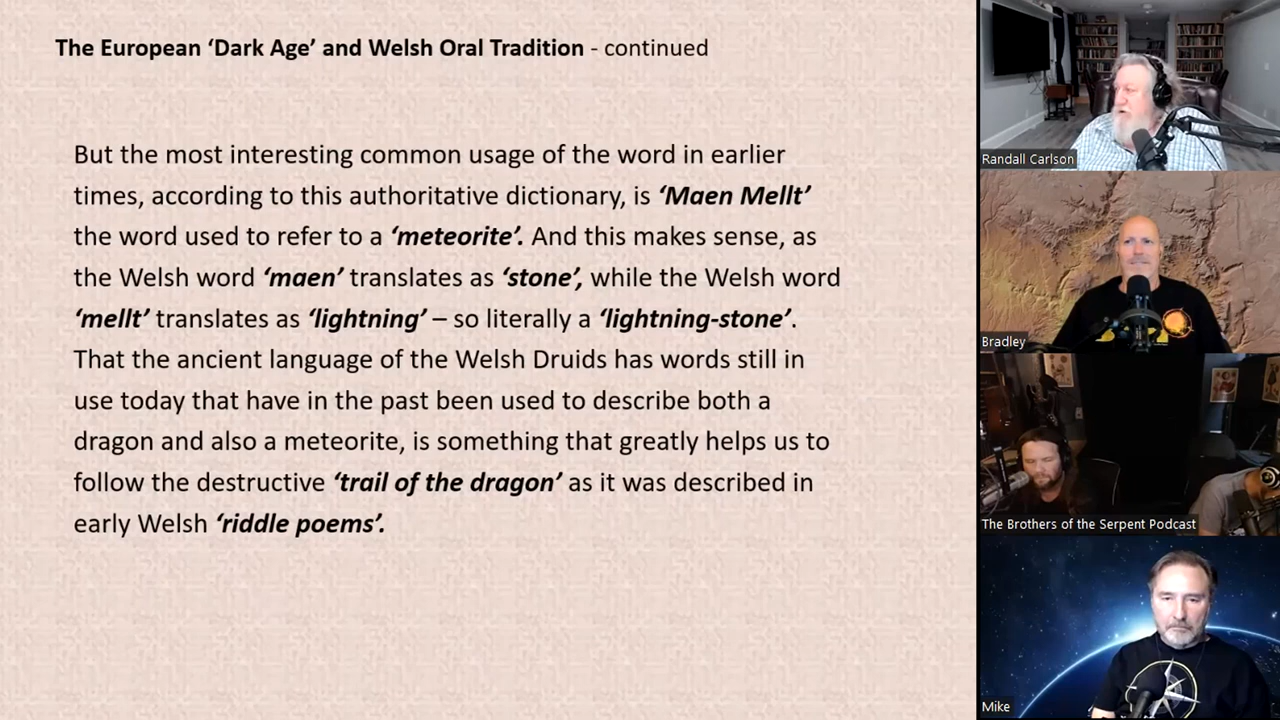 The European ‘Dark Age’ and Welsh Oral Tradition - continued
But the most interesting common usage of the word in earlier
times, according to this authoritative dictionary, is ‘Maen Mellt’
the word used to refer to a ‘meteorite’. And this makes sense, as
the Welsh word ‘maen’ translates as ‘stone’, while the Welsh word
‘mellt’ translates as ‘lightning’ – so literally a ‘lightning-stone’.
That the ancient language of the Welsh Druids has words still in
use today that have in the past been used to describe both a
dragon and also a meteorite, is something that greatly helps us to
follow the destructive ‘trail of the dragon’ as it was described in
early Welsh ‘riddle poems’.
Randall Carlson
Bradley
The Brothers of the Serpent Podcast
Mike